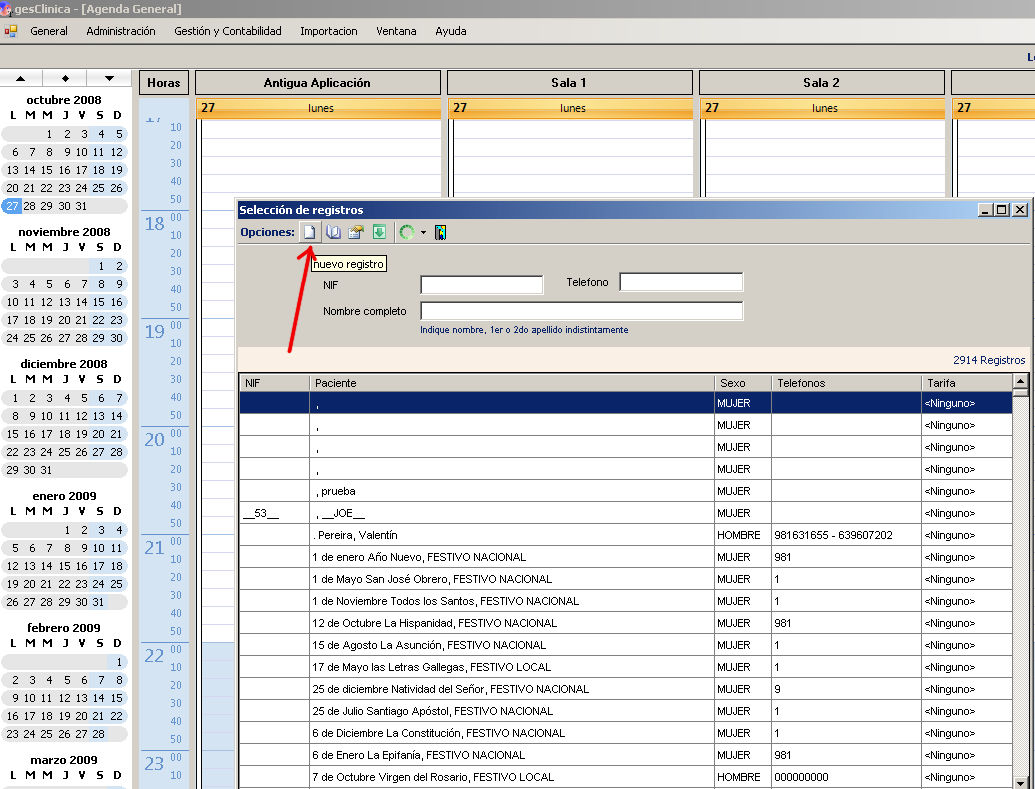 gesClinica - [Agenda General]
General Administración Gestión y Contabilidad Importacion Ventana Ayuda
Horas Antigua Aplicación Sala 1 Sala 2
27 lunes 27 lunes 27 lunes 27
octubre 2008
L M M J V S D
1 2 3 4 5
6 7 8 9 10 11 12
13 14 15 16 17 18 19
20 21 22 23 24 25 26
27 28 29 30 31
noviembre 2008
L M M J V S D
1 2
3 4 5 6 7 8 9
10 11 12 13 14 15 16
17 18 19 20 21 22 23
24 25 26 27 28 29 30
diciembre 2008
L M M J V S D
1 2 3 4 5 6 7
8 9 10 11 12 13 14
15 16 17 18 19 20 21
22 23 24 25 26 27 28
29 30 31
enero 2009
L M M J V S D
1 2 3 4
5 6 7 8 9 10 11
12 13 14 15 16 17 18
19 20 21 22 23 24 25
26 27 28 29 30 31
febrero 2009
L M M J V S D
1
2 3 4 5 6 7 8
9 10 11 12 13 14 15
16 17 18 19 20 21 22
23 24 25 26 27 28
marzo 2009
L M M J V S D
10
20
30
40
50
18 00
10
20
30
40
50
19 00
10
20
30
40
50
20 00
10
20
30
40
50
21 00
10
20
30
40
50
22 00
10
20
30
40
50
23 00
10
Selección de registros
Opciones:
nuevo registro
NIF Telefono
Nombre completo
Indique nombre, 1er o 2do apellido indistintamente
2914 Registros
NIF Paciente Sexo Telefonos Tarifa
, MUJER <Ninguno>
, MUJER <Ninguno>
, MUJER <Ninguno>
, MUJER <Ninguno>
, prueba MUJER <Ninguno>
__53__ , __JOE__ MUJER <Ninguno>
. Pereira, Valentín HOMBRE 981631655 - 639607202 <Ninguno>
1 de enero Año Nuevo, FESTIVO NACIONAL MUJER 981 <Ninguno>
1 de Mayo San José Obrero, FESTIVO NACIONAL MUJER 1 <Ninguno>
1 de Noviembre Todos los Santos, FESTIVO NACIONAL MUJER 1 <Ninguno>
12 de Octubre La Hispanidad, FESTIVO NACIONAL MUJER 981 <Ninguno>
15 de Agosto La Asunción, FESTIVO NACIONAL MUJER 1 <Ninguno>
17 de Mayo las Letras Gallegas, FESTIVO LOCAL MUJER 1 <Ninguno>
25 de diciembre Natividad del Señor, FESTIVO NACIONAL MUJER 9 <Ninguno>
25 de Julio Santiago Apóstol, FESTIVO NACIONAL MUJER 1 <Ninguno>
6 de Diciembre La Constitución, FESTIVO NACIONAL MUJER 1 <Ninguno>
6 de Enero La Epifanía, FESTIVO NACIONAL MUJER 981 <Ninguno>
7 de Octubre Virgen del Rosario, FESTIVO LOCAL HOMBRE 000000000 <Ninguno>